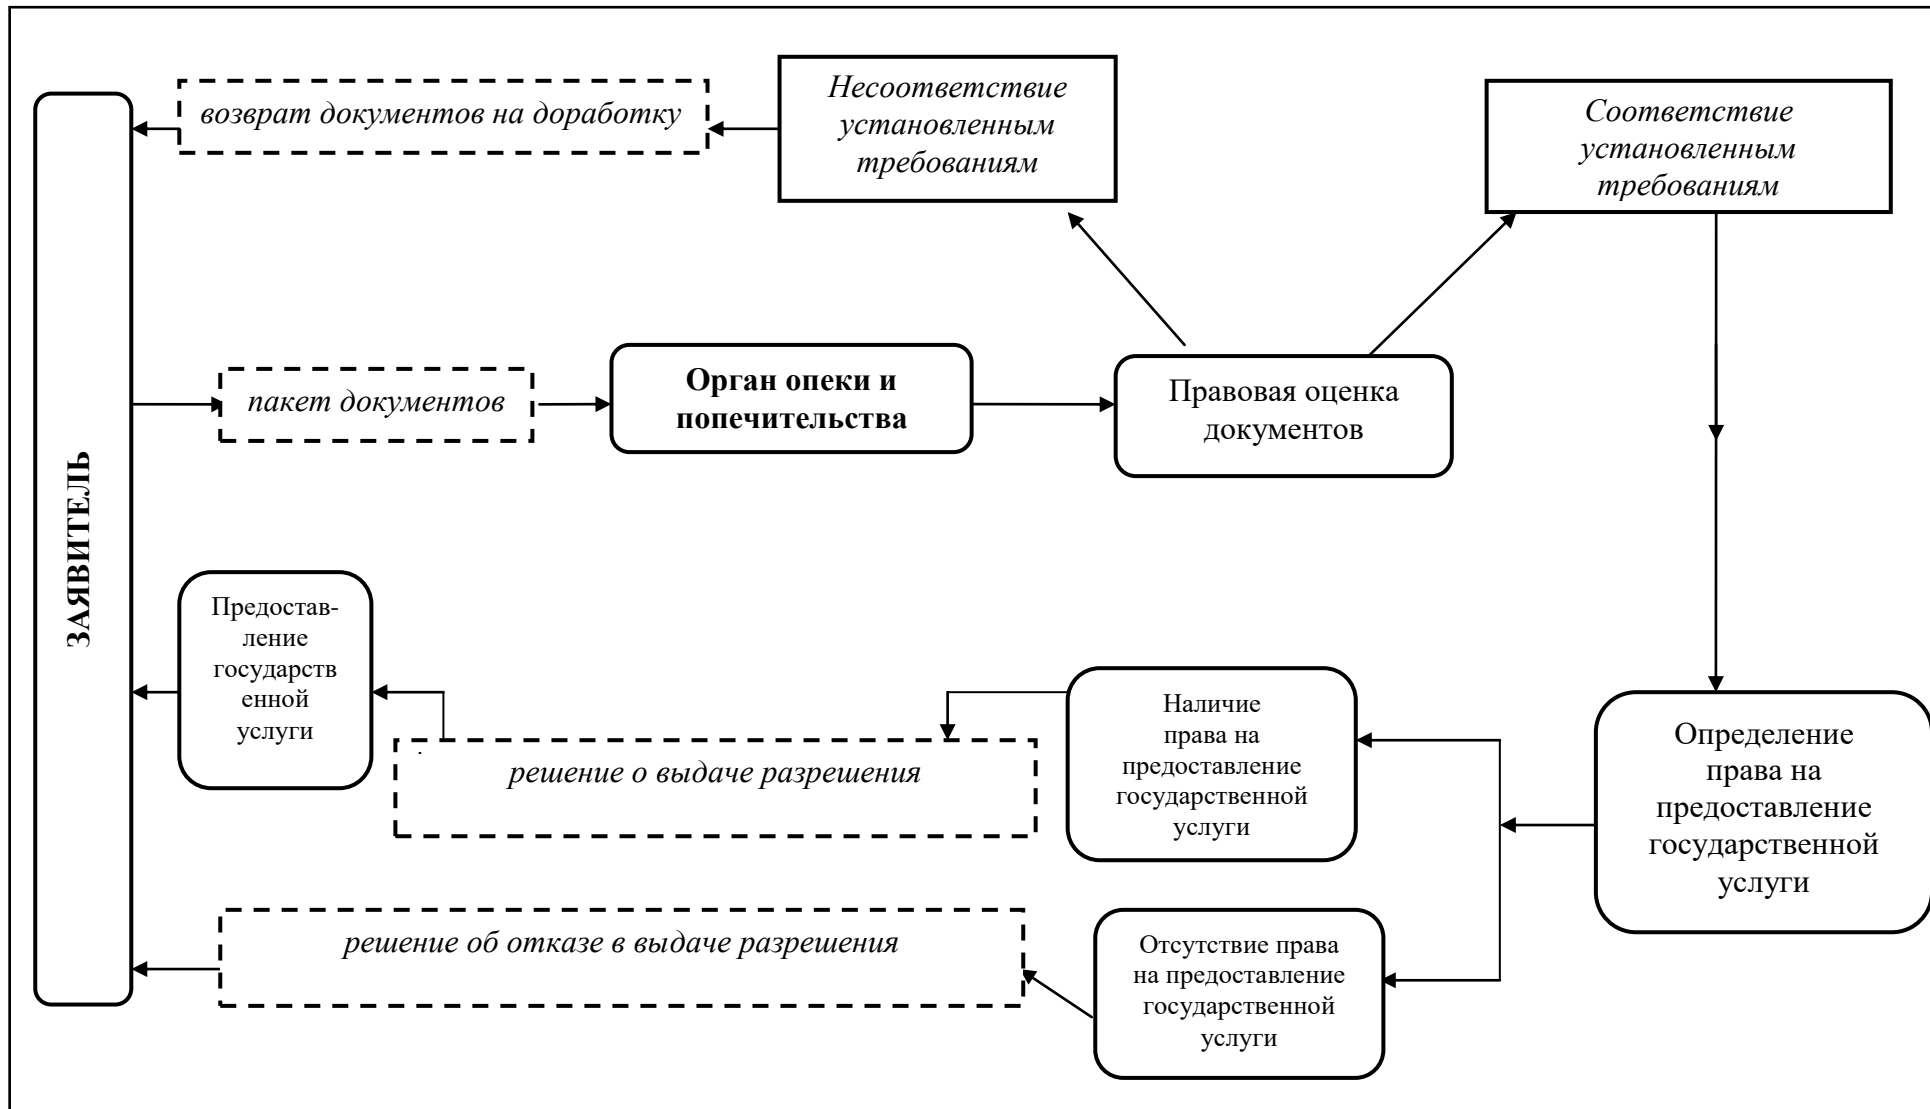 возврат документов на доработку
Несоответствие
установленным
требованиям
Соответствие
установленным
требованиям
ЗАЯВИТЕЛЬ
пакет документов
Орган опеки и
попечительства
Правовая оценка
документов
Предостав-
ление
государств
енной
услуги
.
решение о выдаче разрешения
Наличие
права на
предоставление
государственной
услуги
Определение
права на
предоставление
государственной
услуги
решение об отказе в выдаче разрешения
Отсутствие права
на предоставление
государственной
услуги